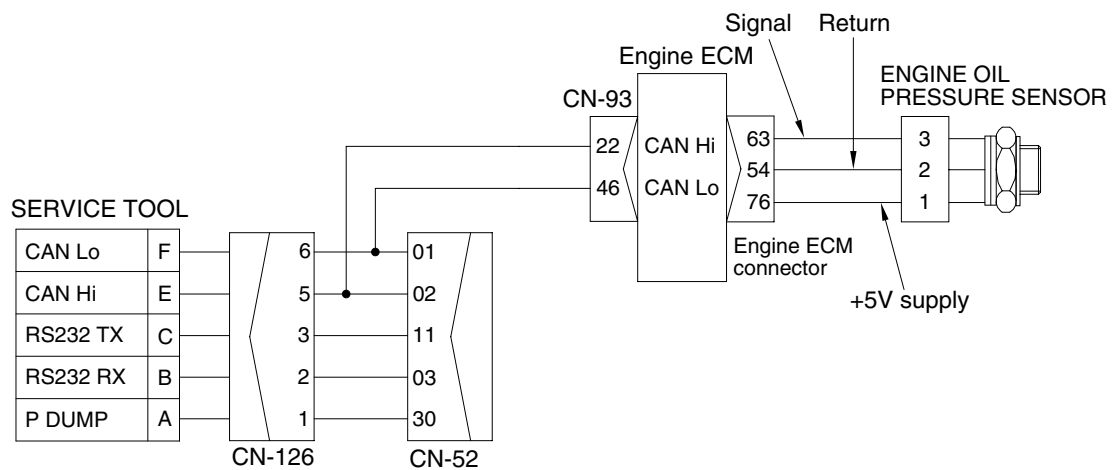 Signal Return
Engine ECM
ENGINE OIL
PRESSURE SENSOR
CN-93
22 CAN Hi 63 3
54 2
46 CAN Lo
76 1
Engine ECM
connector
+5V supply
SERVICE TOOL
CAN Lo F 6 01
CAN Hi E 5 02
RS232 TX C 3 11
RS232 RX B 2 03
P DUMP A 1 30
CN-126 CN-52